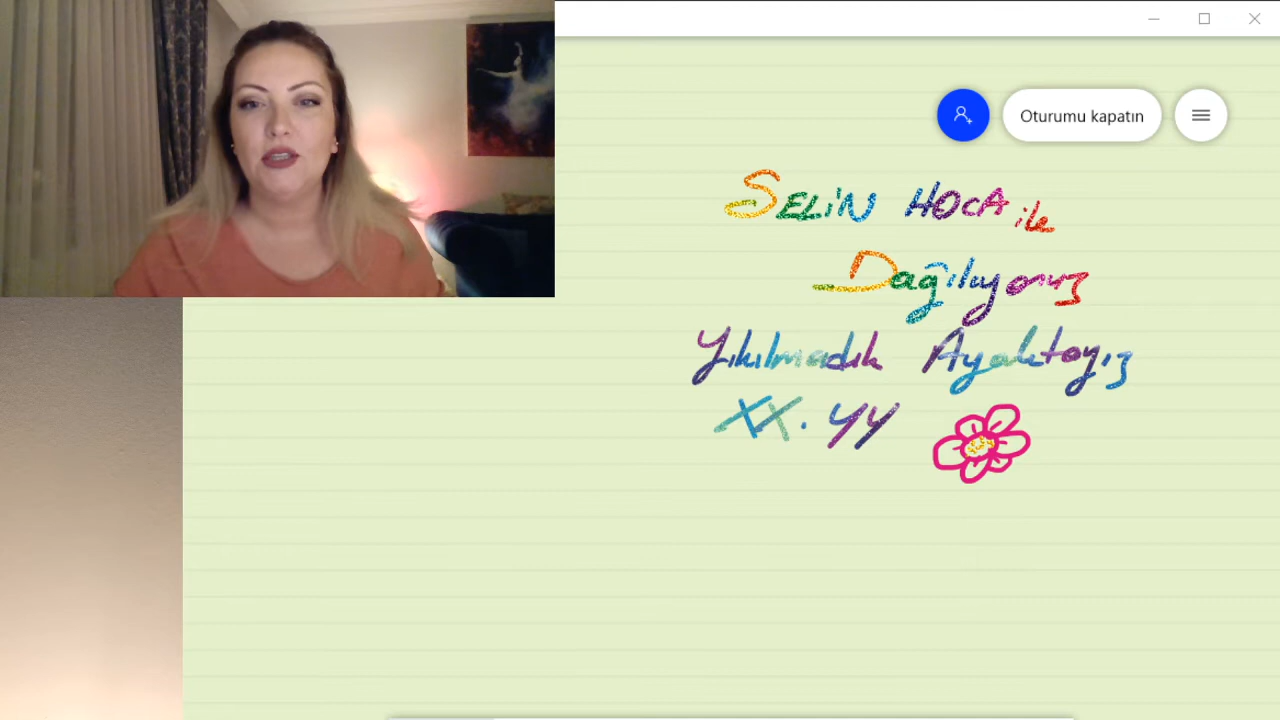 Oturumu kapatın
SELİN HOCA ile
Dağılıyoruz
Yıkılmadık Ayaktayız
XX. yy